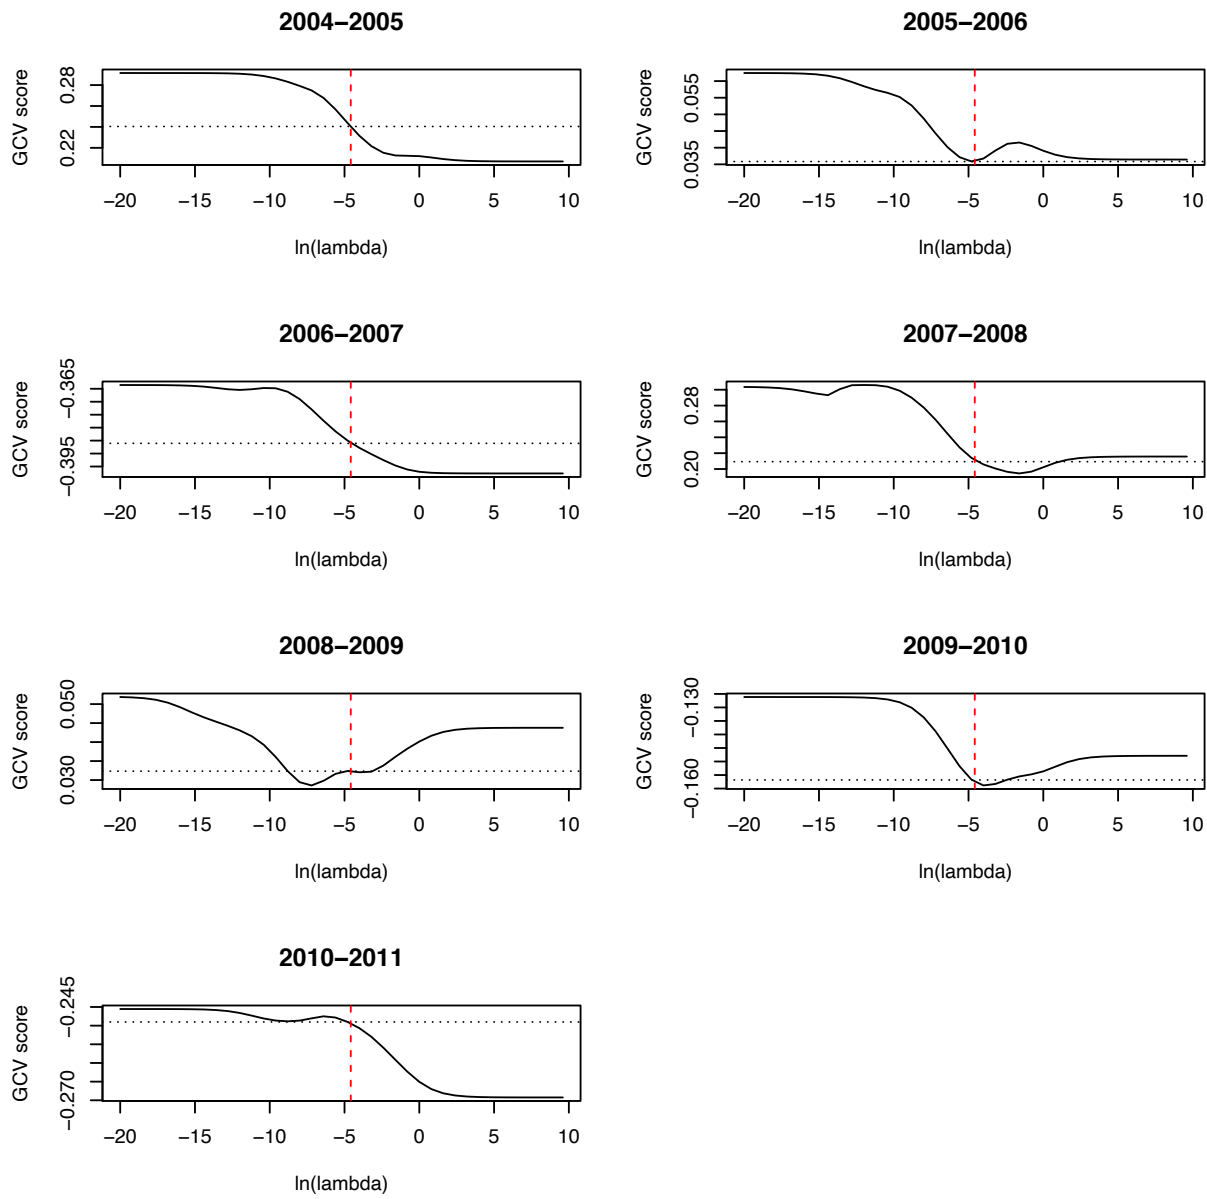 2004–2005
GCV score
0.28
0.22
−20 −15 −10 −5 0 5 10
ln(lambda)
2005–2006
GCV score
0.055
0.035
−20 −15 −10 −5 0 5 10
ln(lambda)
2006–2007
GCV score
−0.365
−0.395
−20 −15 −10 −5 0 5 10
ln(lambda)
2007–2008
GCV score
0.28
0.20
−20 −15 −10 −5 0 5 10
ln(lambda)
2008–2009
GCV score
0.050
0.030
−20 −15 −10 −5 0 5 10
ln(lambda)
2009–2010
GCV score
−0.130
−0.160
−20 −15 −10 −5 0 5 10
ln(lambda)
2010–2011
GCV score
−0.245
−0.270
−20 −15 −10 −5 0 5 10
ln(lambda)